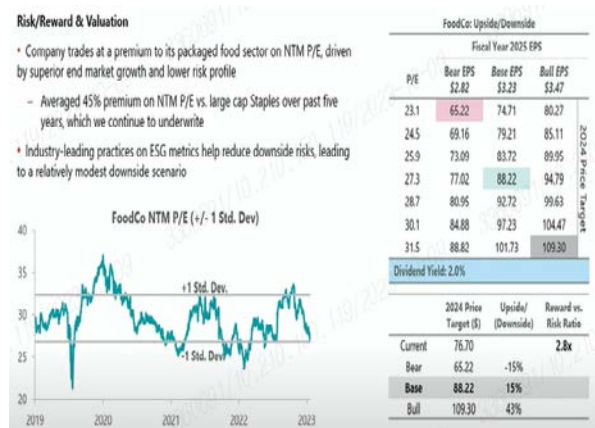 Risk/Reward & Valuation
• Company trades at a premium to its packaged food sector on NTM P/E, driven
by superior end market growth and lower risk profile
– Averaged 45% premium on NTM P/E vs. large cap Staples over past five
years, which we continue to underwrite
• Industry-leading practices on ESG metrics help reduce downside risks, leading
to a relatively modest downside scenario
FoodCo NTM P/E (+/- 1 Std. Dev)
40
35
30
25
20
+1 Std. Dev.
-1 Std. Dev.
2019 2020 2021 2022 2023
FoodCo: Upside/Downside
Fiscal Year 2025 EPS
P/E Bear EPS Base EPS Bull EPS
$2.82 $3.23 $3.47
23.1 65.22 74.71 80.27
24.5 69.16 79.21 85.11
25.9 73.09 83.72 89.95
27.3 77.02 88.22 94.79
28.7 80.95 92.72 99.63
30.1 84.88 97.23 104.47
31.5 88.82 101.73 109.30
2024 Price Target
Dividend Yield: 2.0%
2024 Price Upside/ Reward vs.
Target ($) (Downside) Risk Ratio
Current 76.70 2.8x
Bear 65.22 -15%
Base 88.22 15%
Bull 109.30 43%